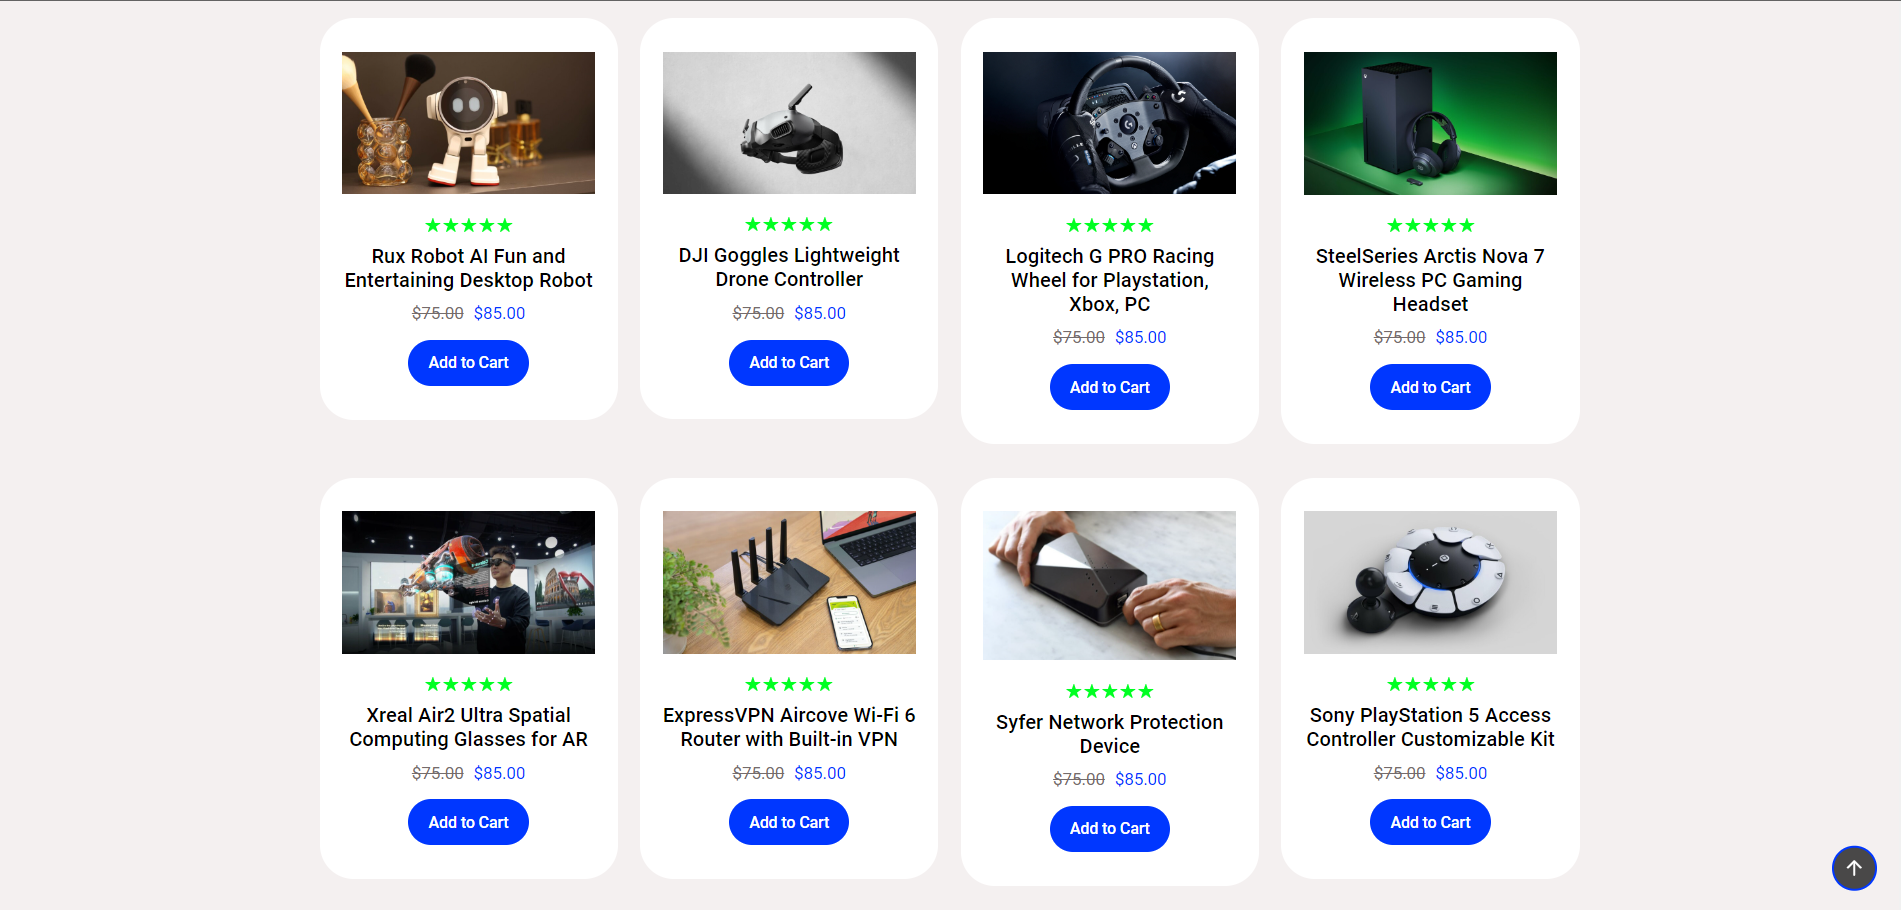 Rux Robot AI Fun and
Entertaining Desktop Robot
$75.00 $85.00
Add to Cart
DJI Goggles Lightweight
Drone Controller
$75.00 $85.00
Add to Cart
Logitech G PRO Racing
Wheel for Playstation,
Xbox, PC
$75.00 $85.00
Add to Cart
SteelSeries Arctis Nova 7
Wireless PC Gaming
Headset
$75.00 $85.00
Add to Cart
Xreal Air2 Ultra Spatial
Computing Glasses for AR
$75.00 $85.00
Add to Cart
ExpressVPN Aircove Wi-Fi 6
Router with Built-in VPN
$75.00 $85.00
Add to Cart
Syfer Network Protection
Device
$75.00 $85.00
Add to Cart
Sony PlayStation 5 Access
Controller Customizable Kit
$75.00 $85.00
Add to Cart